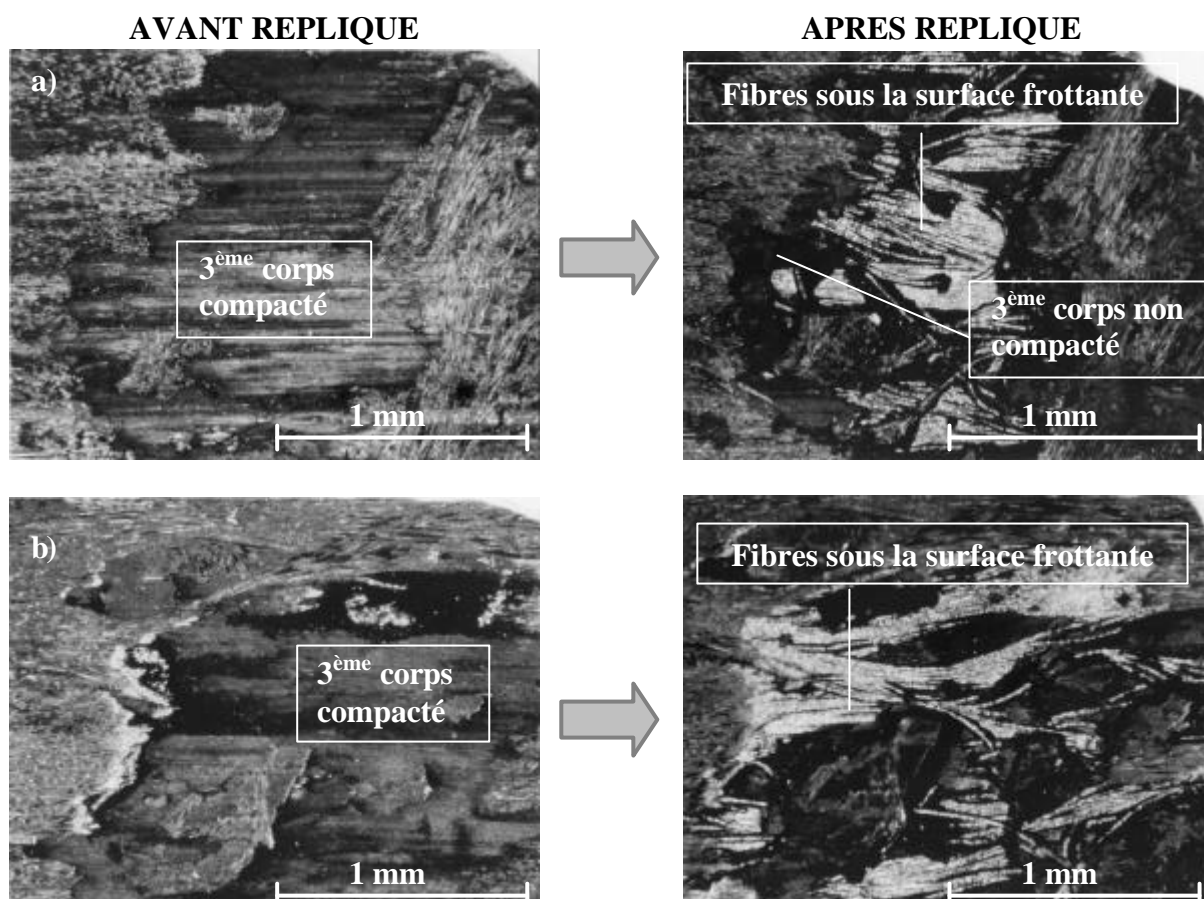 AVANT REPLIQUE
APRES REPLIQUE
a)
3ème corps
compacté
1 mm
Fibres sous la surface frottante
3ème corps non
compacté
1 mm
b)
3ème corps
compacté
1 mm
Fibres sous la surface frottante
1 mm